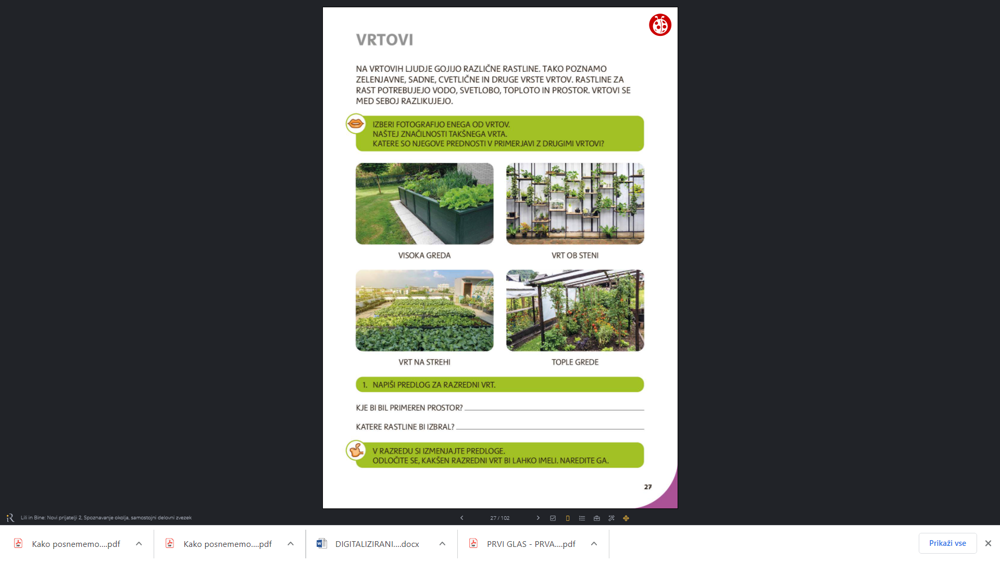 VRTOVI
NA VRTOVIH LJUDJE GOJIJO RAZLIČNE RASTLINE. TAKO POZNAMO
ZELENJAVNE, SADNE, CVETLIČNE IN DRUGE VRSTE VRTOV. RASTLINE ZA
RAST POTREBUJEJO VODO, SVETLOBO, TOPLOTO IN PROSTOR. VRTOVI SE
MED SEBOJ RAZLIKUJEJO.
IZBERI FOTOGRAFIJO ENEGA OD VRTOV.
NAŠTEJ ZNAČILNOSTI TAKŠNEGA VRTA.
KATERE SO NJEGOVE PREDNOSTI V PRIMERJAVI Z DRUGIMI VRTOVI?
VISOKA GREDA
VRT OB STENI
VRT NA STREHI
TOPLE GREDE
1. NAPIŠI PREDLOG ZA RAZREDNI VRT.
KJE BI BIL PRIMEREN PROSTOR?
KATERE RASTLINE BI IZBRAL?
V RAZREDU SI IZMENJAJTE PREDLOGE.
ODLOČITE SE, KAKŠEN RAZREDNI VRT BI LAHKO IMELI. NAREDITE GA.
27
Lili in Bine: Novi prijatelji 2, Spoznavanje okolja, samostojni delovni zvezek
27 / 102
Kako posnememo....pdf
Kako posnememo....pdf
DIGITALIZIRANI....docx
PRVI GLAS - PRVA....pdf
Prikaži vse